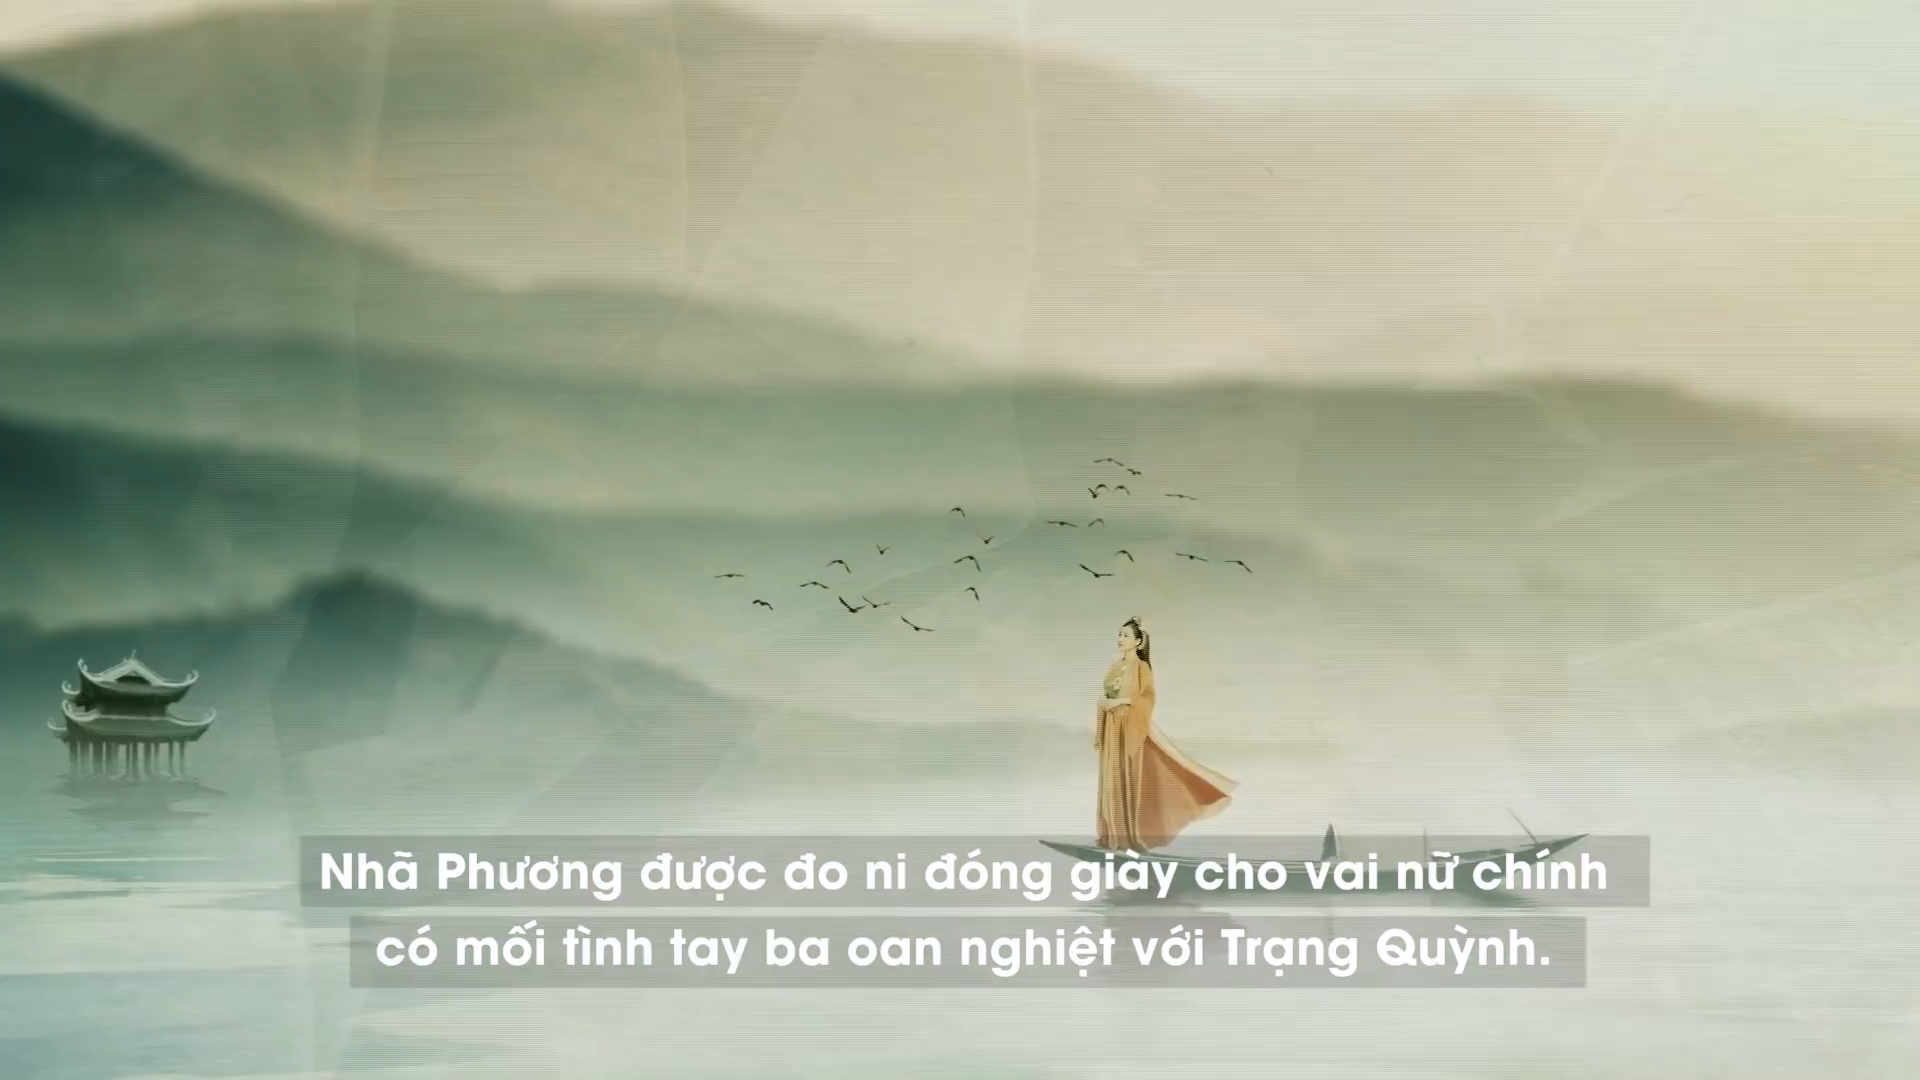 Nhã Phương được đo ni đóng giày cho vai nữ chính
có mối tình tay ba oan nghiệt với Trạng Quỳnh.